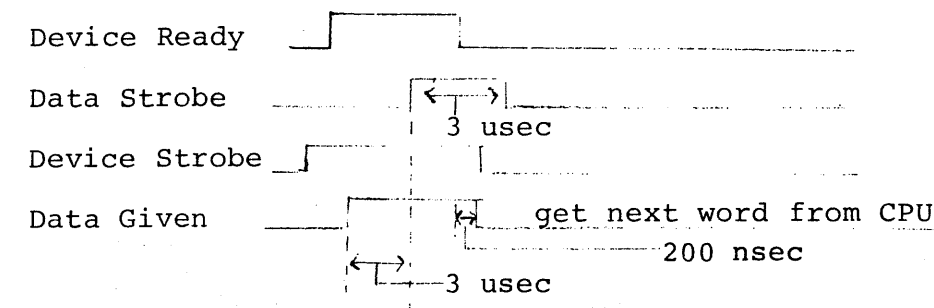 Device Ready
Data Strobe
3 usec
Device Strobe
Data Given
get next word from CPU
200 nsec
3 usec